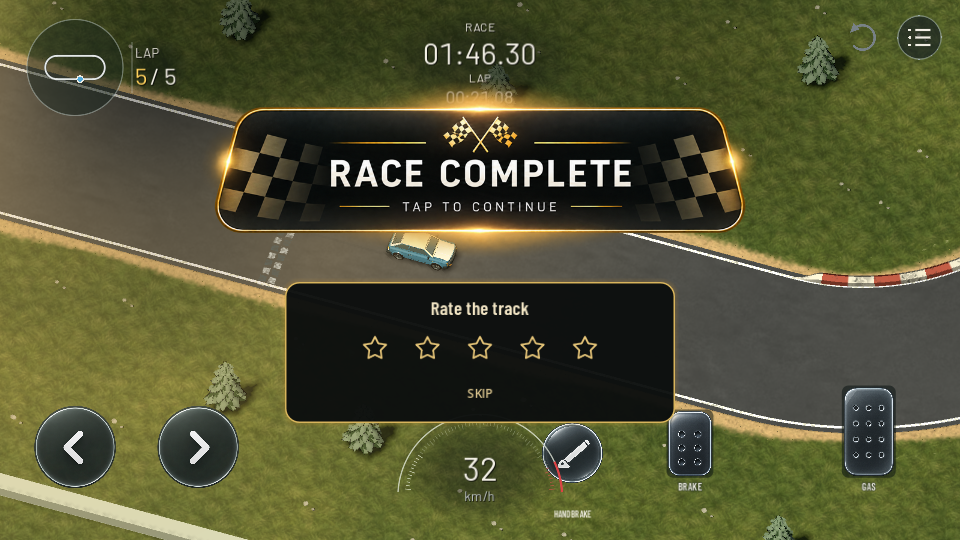 RACE
01:46.30
LAP
LAP
5/ 5
RACE COMPLETE
TAP TO CONTINUE
Rate the track
SKIP
32
km/h
HANDBRAKE
BRAKE
GAS